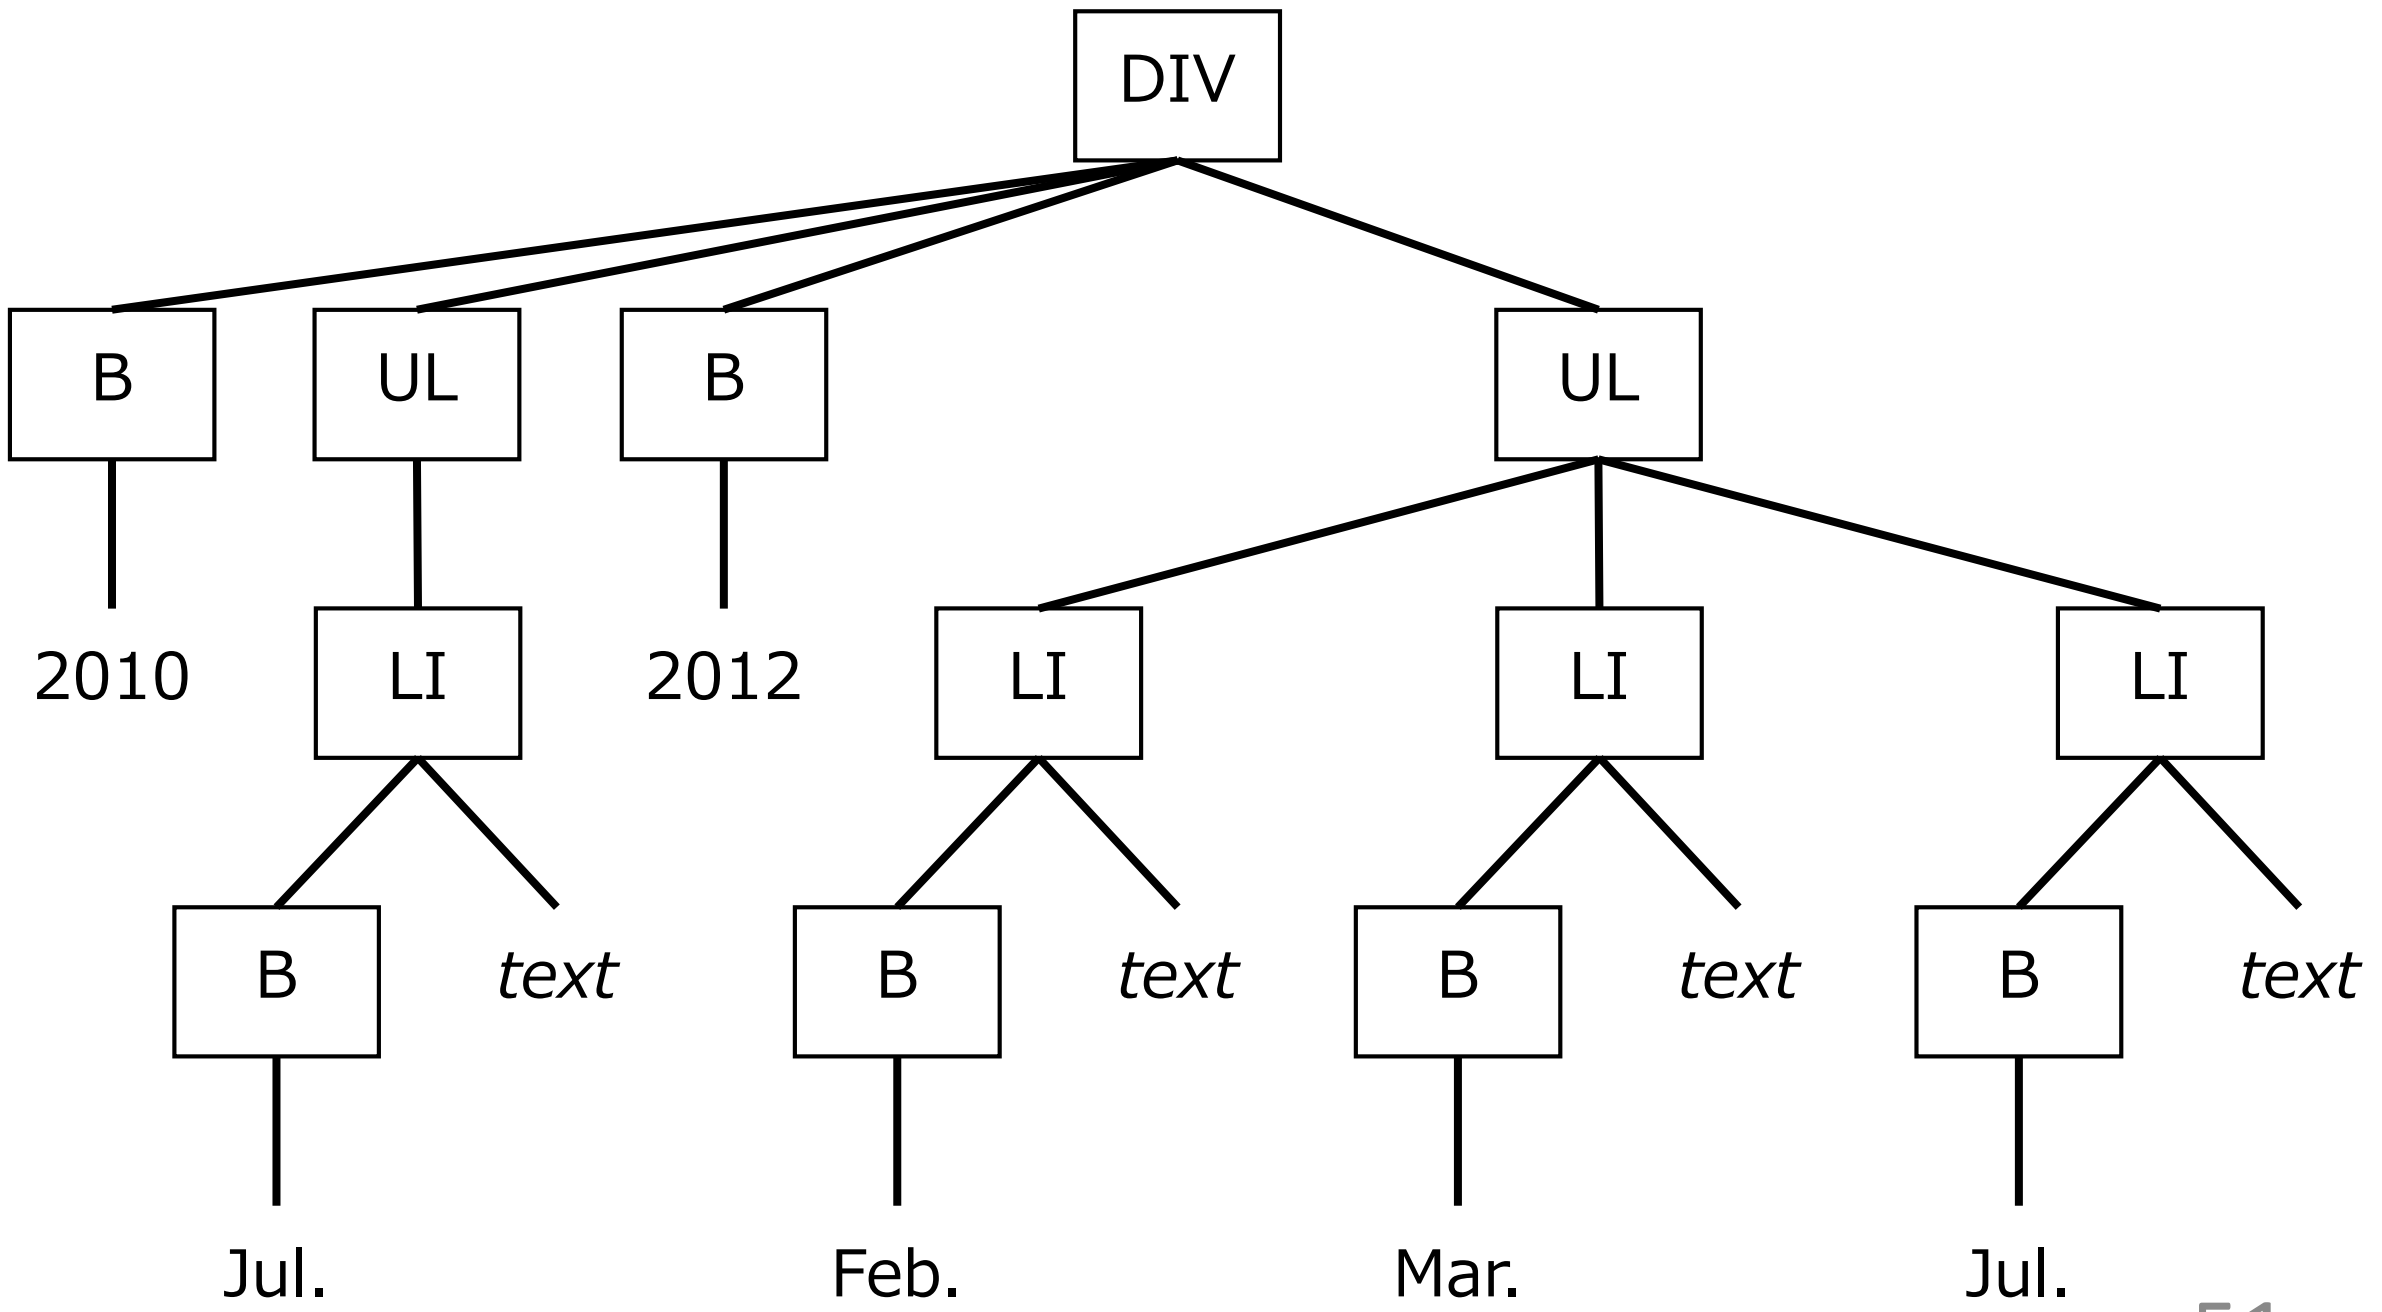 DIV
B UL B UL
2010 LI 2012 LI LI LI
B text B text B text B text
Jul. Feb. Mar. Jul.